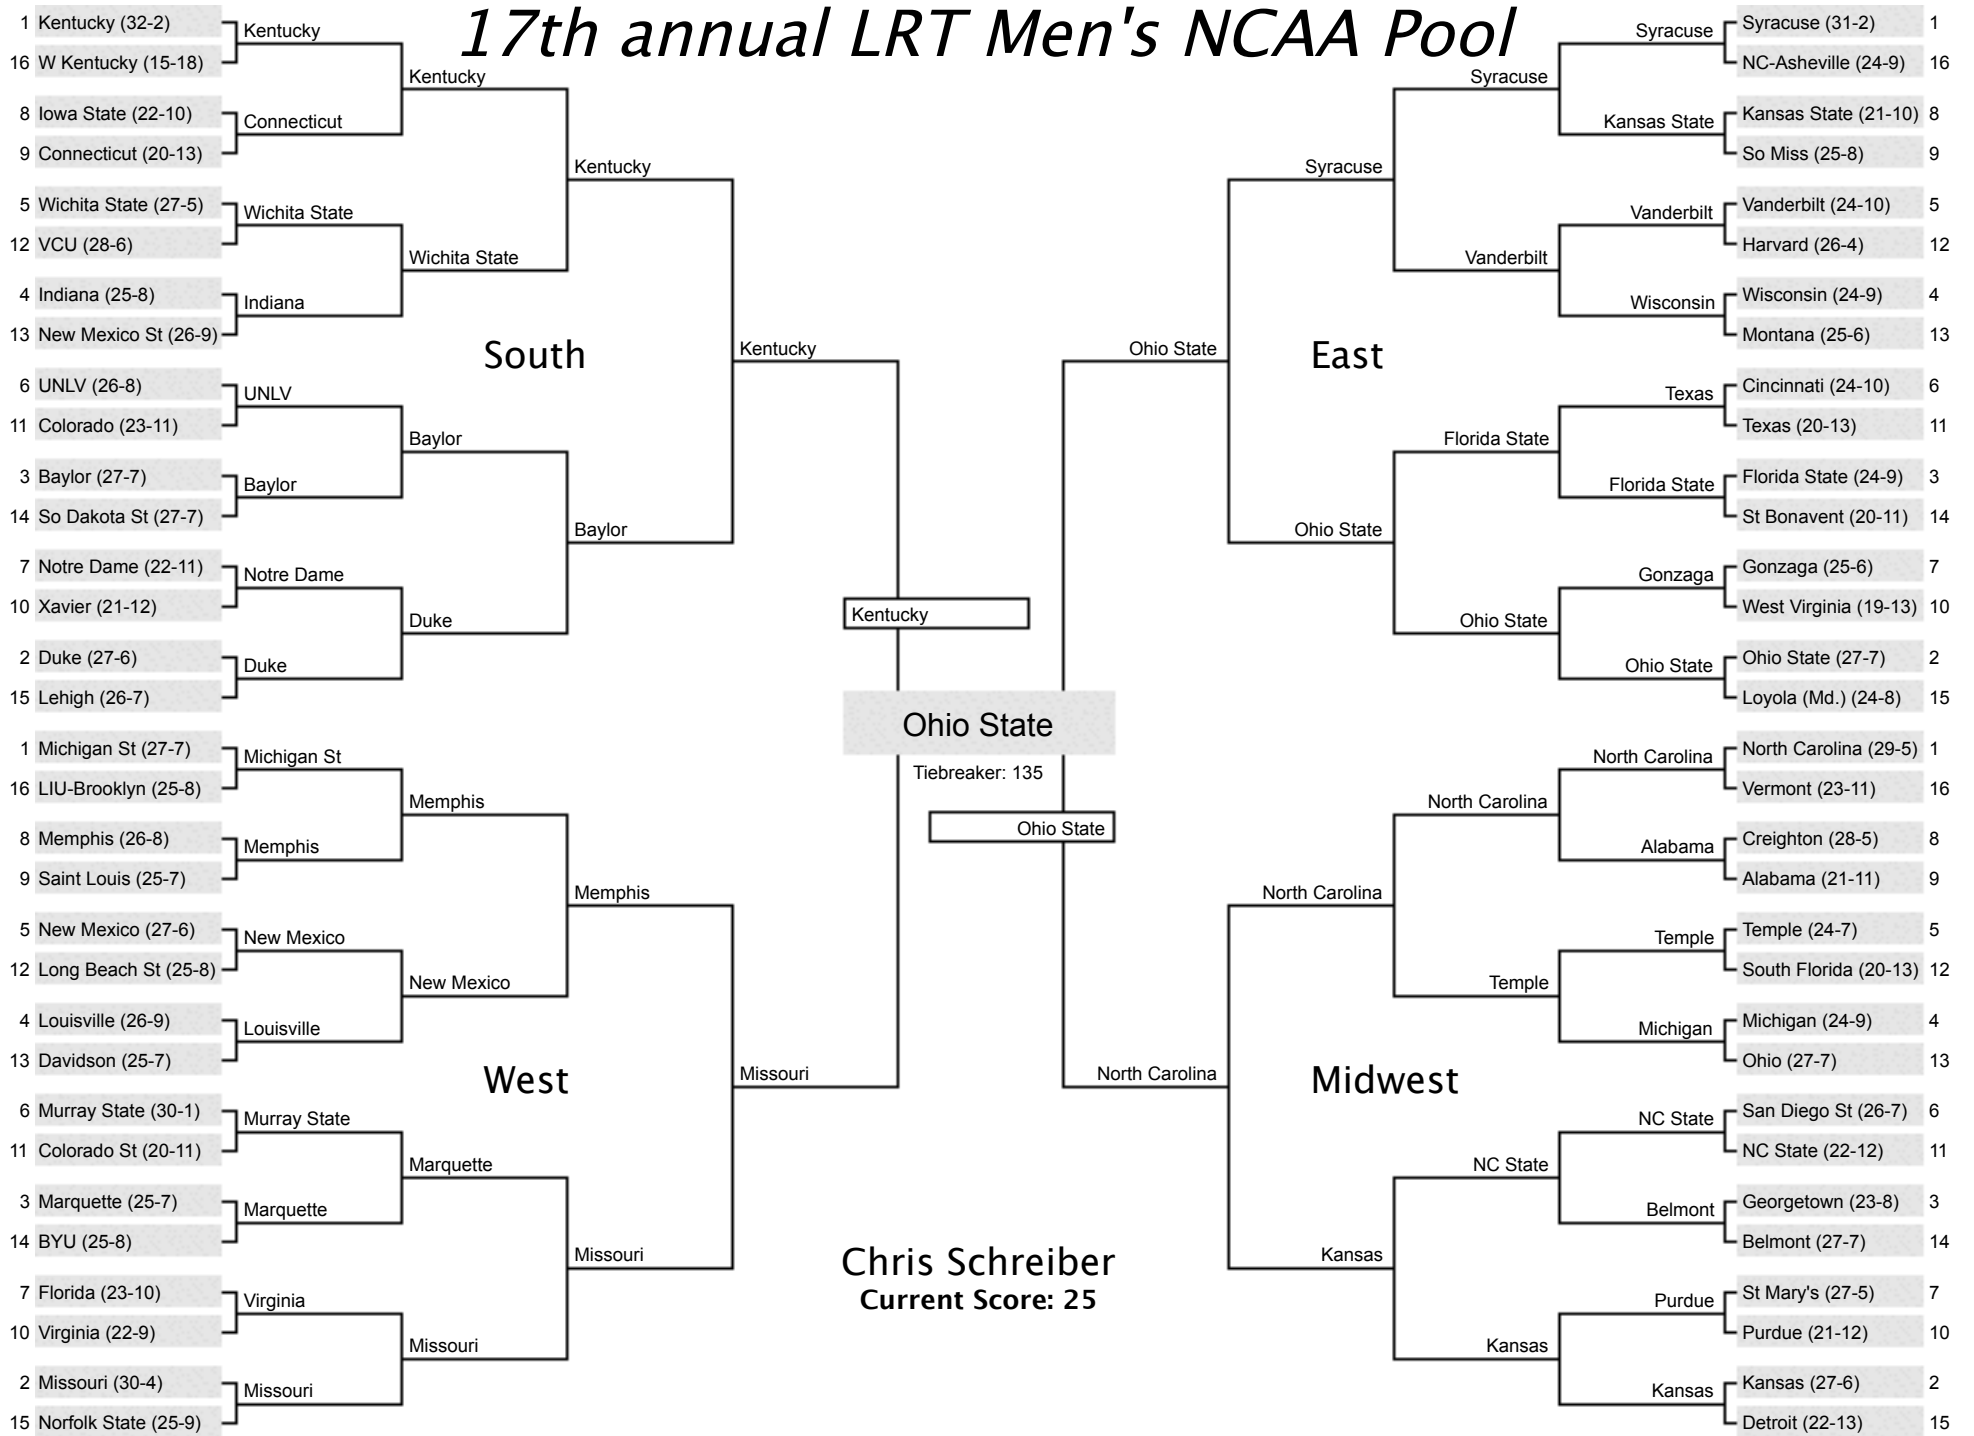 17th annual LRT Men's NCAA Pool
1 Kentucky (32-2)
16 W Kentucky (15-18)
8 Iowa State (22-10)
9 Connecticut (20-13)
5 Wichita State (27-5)
12 VCU (28-6)
4 Indiana (25-8)
13 New Mexico St (26-9)
6 UNLV (26-8)
11 Colorado (23-11)
3 Baylor (27-7)
14 So Dakota St (27-7)
7 Notre Dame (22-11)
10 Xavier (21-12)
2 Duke (27-6)
15 Lehigh (26-7)
Kentucky
Connecticut
Wichita State
Indiana
UNLV
Baylor
Notre Dame
Duke
Kentucky
Wichita State
Baylor
Duke
Kentucky
Baylor
South
Kentucky
1 Michigan St (27-7)
16 LIU-Brooklyn (25-8)
8 Memphis (26-8)
9 Saint Louis (25-7)
5 New Mexico (27-6)
12 Long Beach St (25-8)
4 Louisville (26-9)
13 Davidson (25-7)
6 Murray State (30-1)
11 Colorado St (20-11)
3 Marquette (25-7)
14 BYU (25-8)
7 Florida (23-10)
10 Virginia (22-9)
2 Missouri (30-4)
15 Norfolk State (25-9)
Michigan St
Memphis
New Mexico
Louisville
Murray State
Marquette
Virginia
Missouri
Memphis
New Mexico
Marquette
Missouri
Memphis
Missouri
West
Missouri
Kentucky
Ohio State
Tiebreaker: 135
Ohio State
Chris Schreiber
Current Score: 25
Syracuse (31-2) 1
NC-Asheville (24-9) 16
Kansas State (21-10) 8
So Miss (25-8) 9
Vanderbilt (24-10) 5
Harvard (26-4) 12
Wisconsin (24-9) 4
Montana (25-6) 13
Cincinnati (24-10) 6
Texas (20-13) 11
Florida State (24-9) 3
St Bonavent (20-11) 14
Gonzaga (25-6) 7
West Virginia (19-13) 10
Ohio State (27-7) 2
Loyola (Md.) (24-8) 15
Syracuse
Kansas State
Vanderbilt
Wisconsin
Texas
Florida State
Gonzaga
Ohio State
Syracuse
Vanderbilt
Florida State
Ohio State
Syracuse
Ohio State
East
Ohio State
North Carolina (29-5) 1
Vermont (23-11) 16
Creighton (28-5) 8
Alabama (21-11) 9
Temple (24-7) 5
South Florida (20-13) 12
Michigan (24-9) 4
Ohio (27-7) 13
San Diego St (26-7) 6
NC State (22-12) 11
Georgetown (23-8) 3
Belmont (27-7) 14
St Mary's (27-5) 7
Purdue (21-12) 10
Kansas (27-6) 2
Detroit (22-13) 15
North Carolina
Alabama
Temple
Michigan
NC State
Belmont
Purdue
Kansas
North Carolina
Temple
NC State
Kansas
North Carolina
Kansas
Midwest
North Carolina